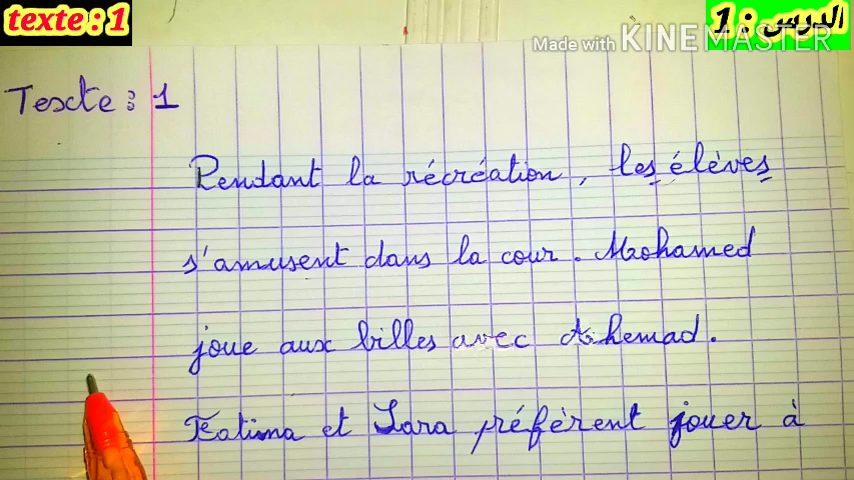 texte : 1
الدرس : 1
Made with KINEMASTER
Texte : 1
Pendant la récréation, les élèves
s'amusent dans la cour. Mohamed
joue aux billes avec Ahemad.
Fatima et Sara préfèrent jouer à